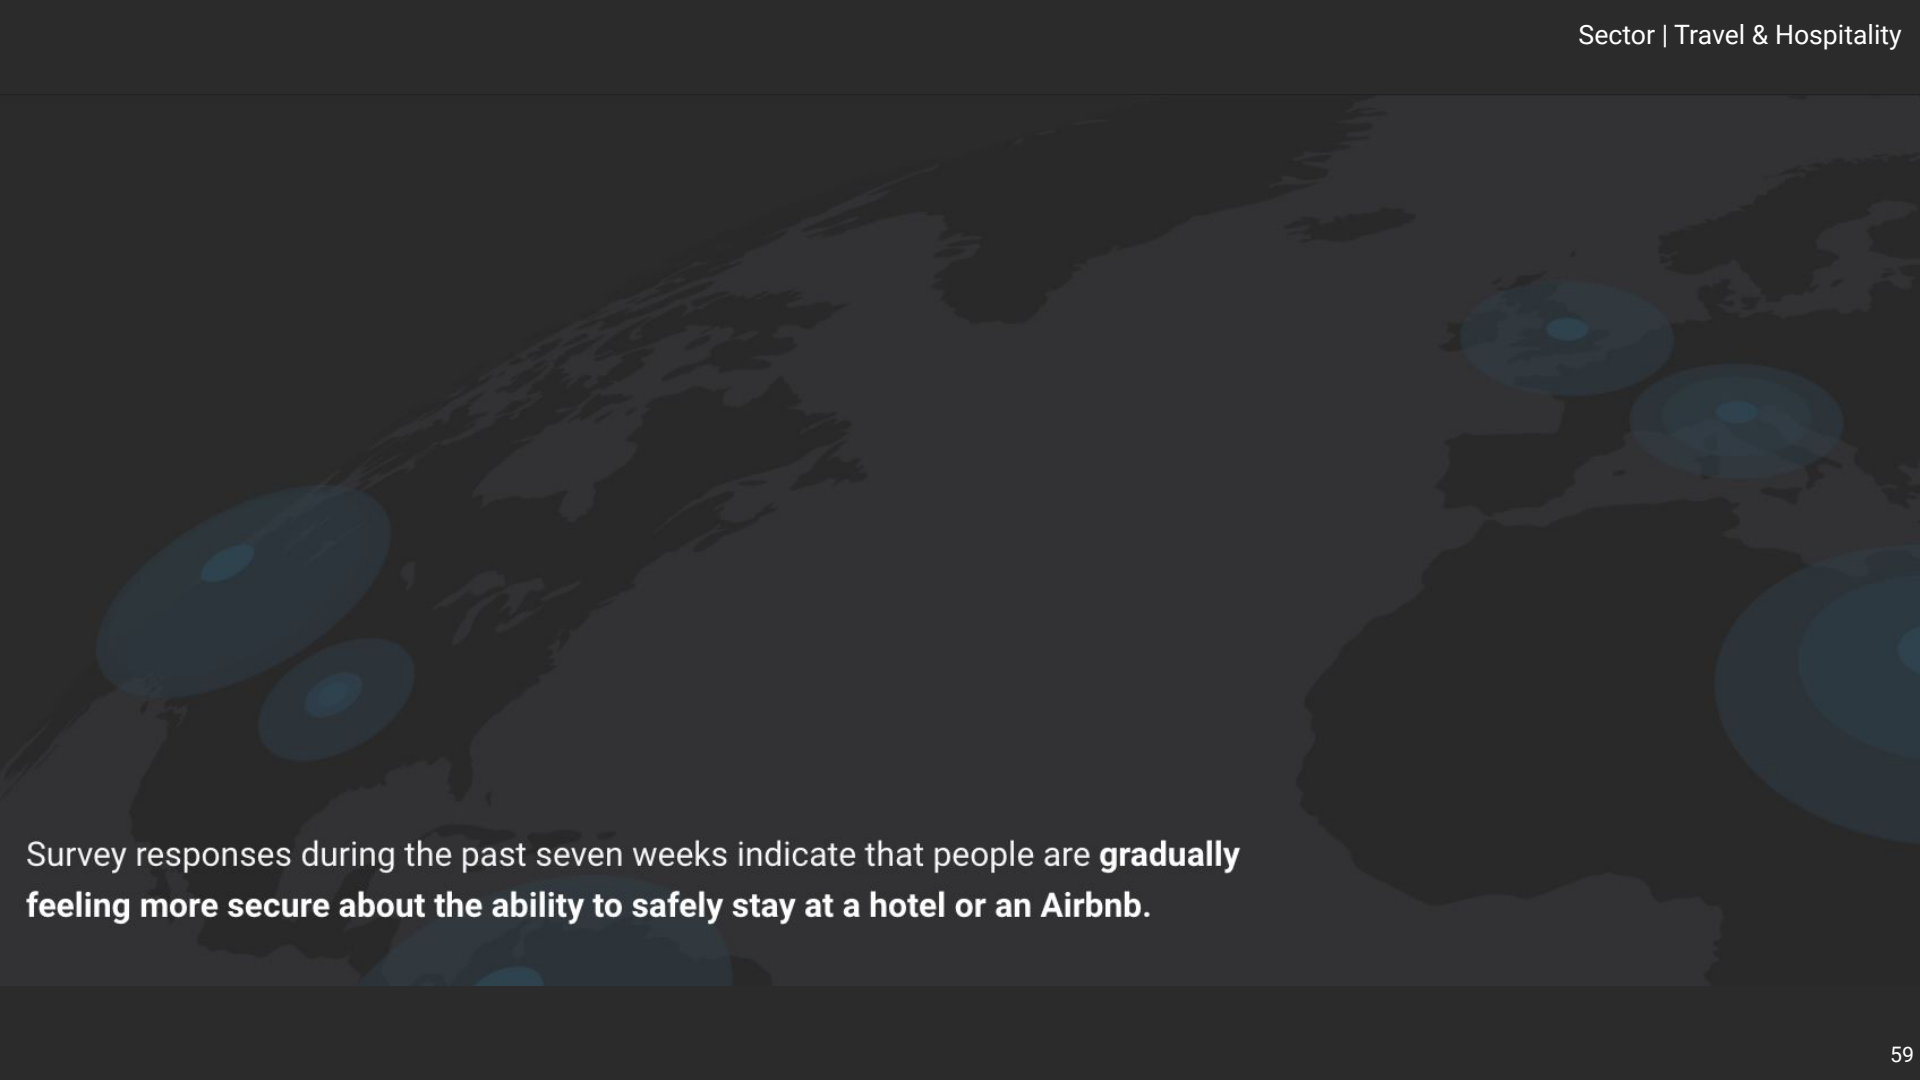 Sector | Travel & Hospitality
Survey responses during the past seven weeks indicate that people are gradually
feeling more secure about the ability to safely stay at a hotel or an Airbnb.
59